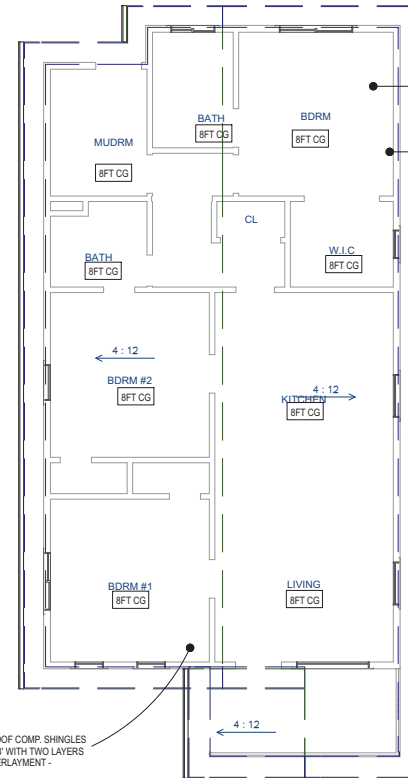 BATH
8FT CG
BDRM
8FT CG
MUDRM
8FT CG
CL
BATH
8FT CG
W.I.C
8FT CG
4 : 12
BDRM #2
8FT CG
4 : 12
KITCHEN
8FT CG
BDRM #1
8FT CG
LIVING
8FT CG
4 : 12
COMP. SHINGLES
WITH TWO LAYERS